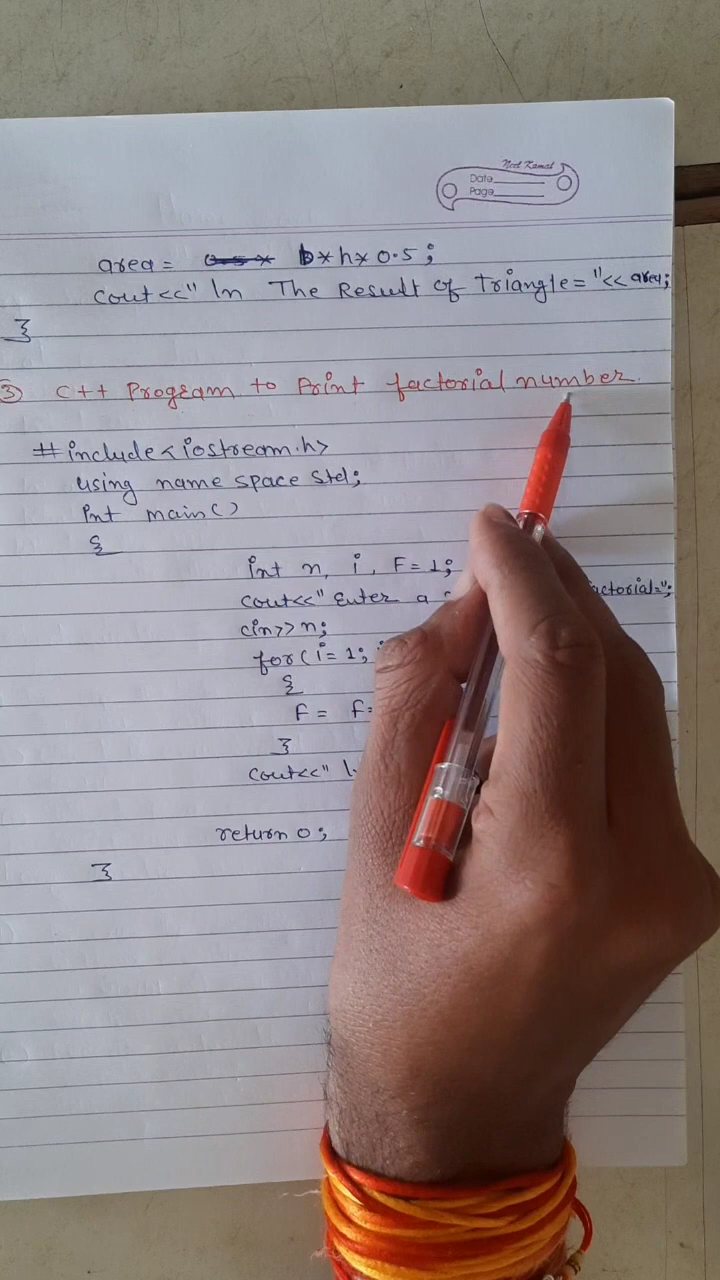 Neel Kamal
Date
Page
area = b*h*0.5;
cout<<"\n The Result of Triangle="<<area;
}
③ C++ Program to Print factorial number.
#include<iostream.h>
using name space std;
int main()
{
int n, i, F=1;
cout<<"Enter a actorial=";
cin>>n;
for(i=1;
{
F = F=
}
cout<<"\
return 0;
}